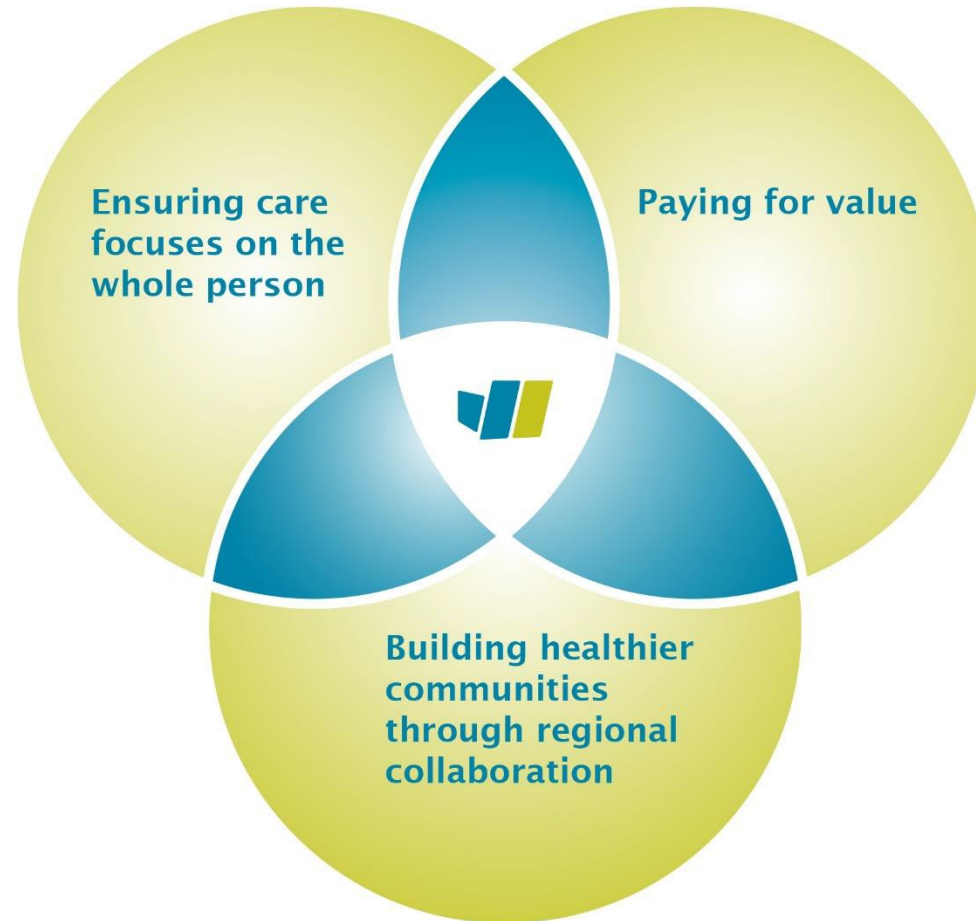 Ensuring care
focuses on the
whole person
Paying for value
Building healthier
communities
through regional
collaboration